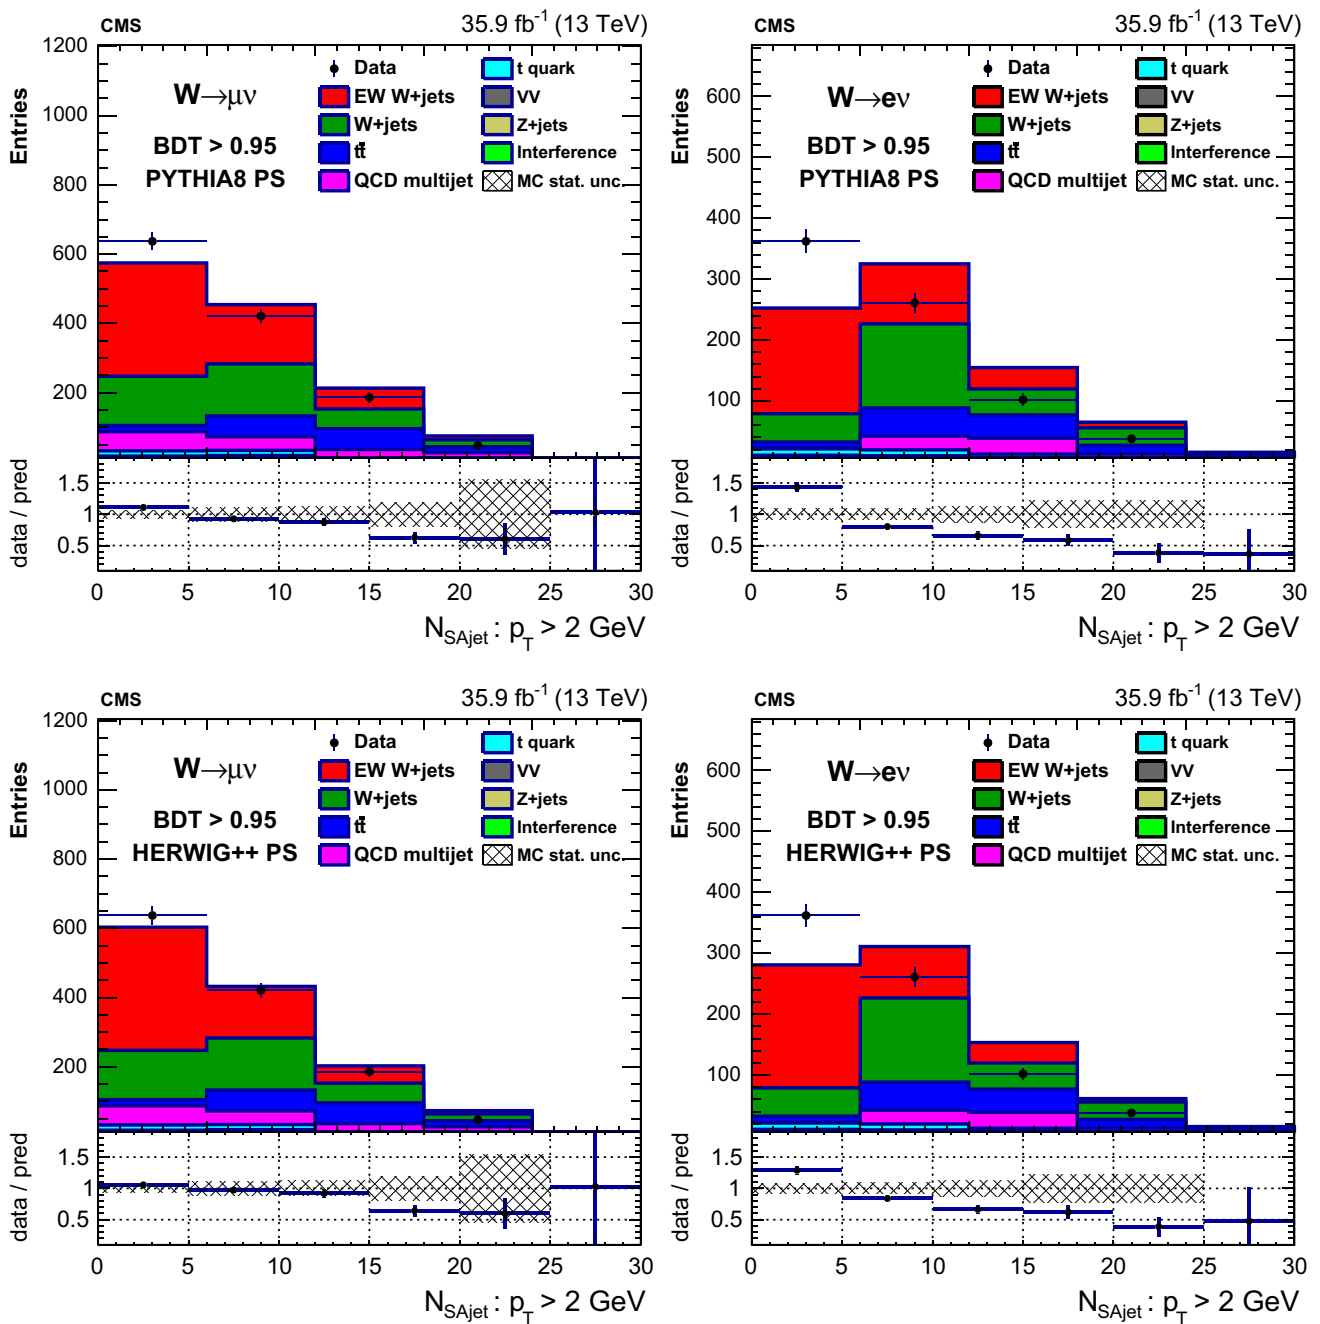 CMS 35.9 fb⁻¹ (13 TeV)
Entries
1200
1000
800
600
400
200
W→μν
BDT > 0.95
PYTHIA8 PS
Data
EW W+jets
W+jets
tt̄
QCD multijet
t quark
VV
Z+jets
Interference
MC stat. unc.
data / pred
1.5
1
0.5
0 5 10 15 20 25 30
N_SAjet : p_T > 2 GeV
CMS 35.9 fb⁻¹ (13 TeV)
Entries
600
500
400
300
200
100
W→eν
BDT > 0.95
PYTHIA8 PS
Data
EW W+jets
W+jets
tt̄
QCD multijet
t quark
VV
Z+jets
Interference
MC stat. unc.
data / pred
1.5
1
0.5
0 5 10 15 20 25 30
N_SAjet : p_T > 2 GeV
CMS 35.9 fb⁻¹ (13 TeV)
Entries
1200
1000
800
600
400
200
W→μν
BDT > 0.95
HERWIG++ PS
Data
EW W+jets
W+jets
tt̄
QCD multijet
t quark
VV
Z+jets
Interference
MC stat. unc.
data / pred
1.5
1
0.5
0 5 10 15 20 25 30
N_SAjet : p_T > 2 GeV
CMS 35.9 fb⁻¹ (13 TeV)
Entries
600
500
400
300
200
100
W→eν
BDT > 0.95
HERWIG++ PS
Data
EW W+jets
W+jets
tt̄
QCD multijet
t quark
VV
Z+jets
Interference
MC stat. unc.
data / pred
1.5
1
0.5
0 5 10 15 20 25 30
N_SAjet : p_T > 2 GeV